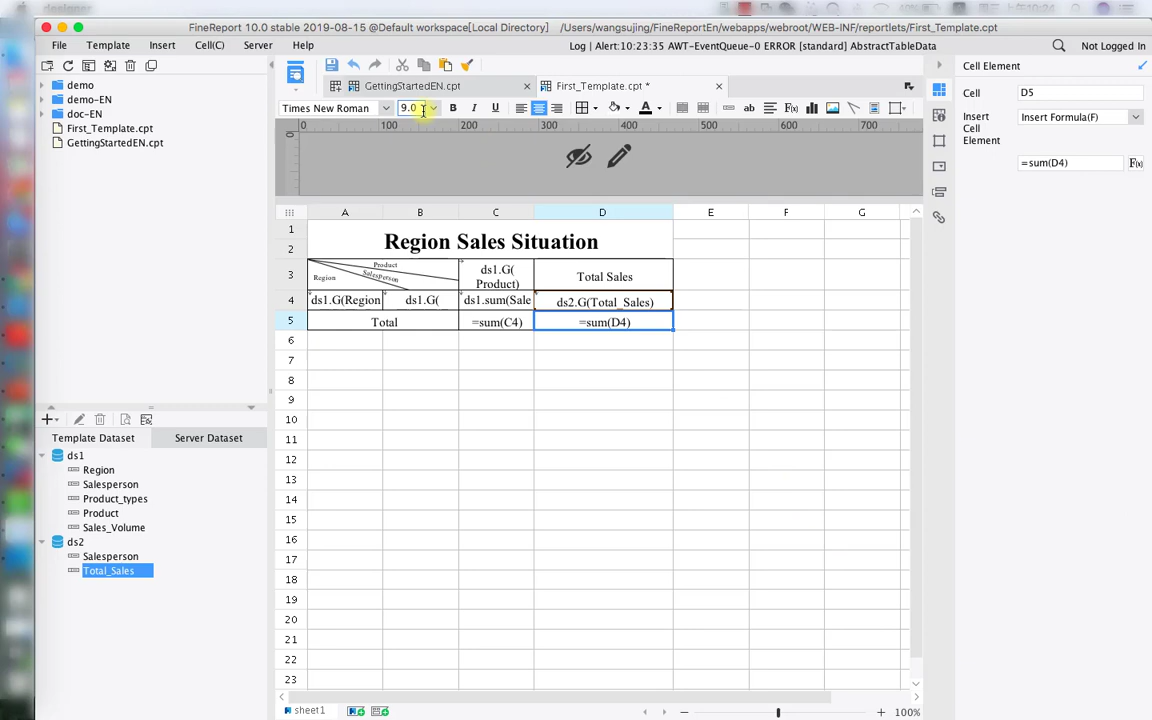 designer
FineReport 10.0 stable 2019-08-15 @Default workspace[Local Directory] /Users/wangsujing/FineReportEn/webapps/webroot/WEB-INF/reportlets/First_Template.cpt
File Template Insert Cell(C) Server Help
Log | Alert:10:23:35 AWT-EventQueue-0 ERROR [standard] AbstractTableData
Not Logged In
demo
demo-EN
doc-EN
First_Template.cpt
GettingStartedEN.cpt
GettingStartedEN.cpt
First_Template.cpt *
Times New Roman 9.0 B I U A F(x) ab
0 100 200 300 400 500 600 700
0
A B C D E F G
1
2
Region Sales Situation
3
Product
Salesperson
Region
ds1.G(
Product)
Total Sales
4 ds1.G(Region ds1.G( ds1.sum(Sale ds2.G(Total_Sales)
5 Total =sum(C4) =sum(D4)
6
7
8
9
10
11
12
13
14
15
16
17
18
19
20
21
22
23
Template Dataset Server Dataset
ds1
Region
Salesperson
Product_types
Product
Sales_Volume
ds2
Salesperson
Total_Sales
Cell Element
Cell D5
Insert
Cell
Element
Insert Formula(F)
=sum(D4)
F(x)
sheet1
100%